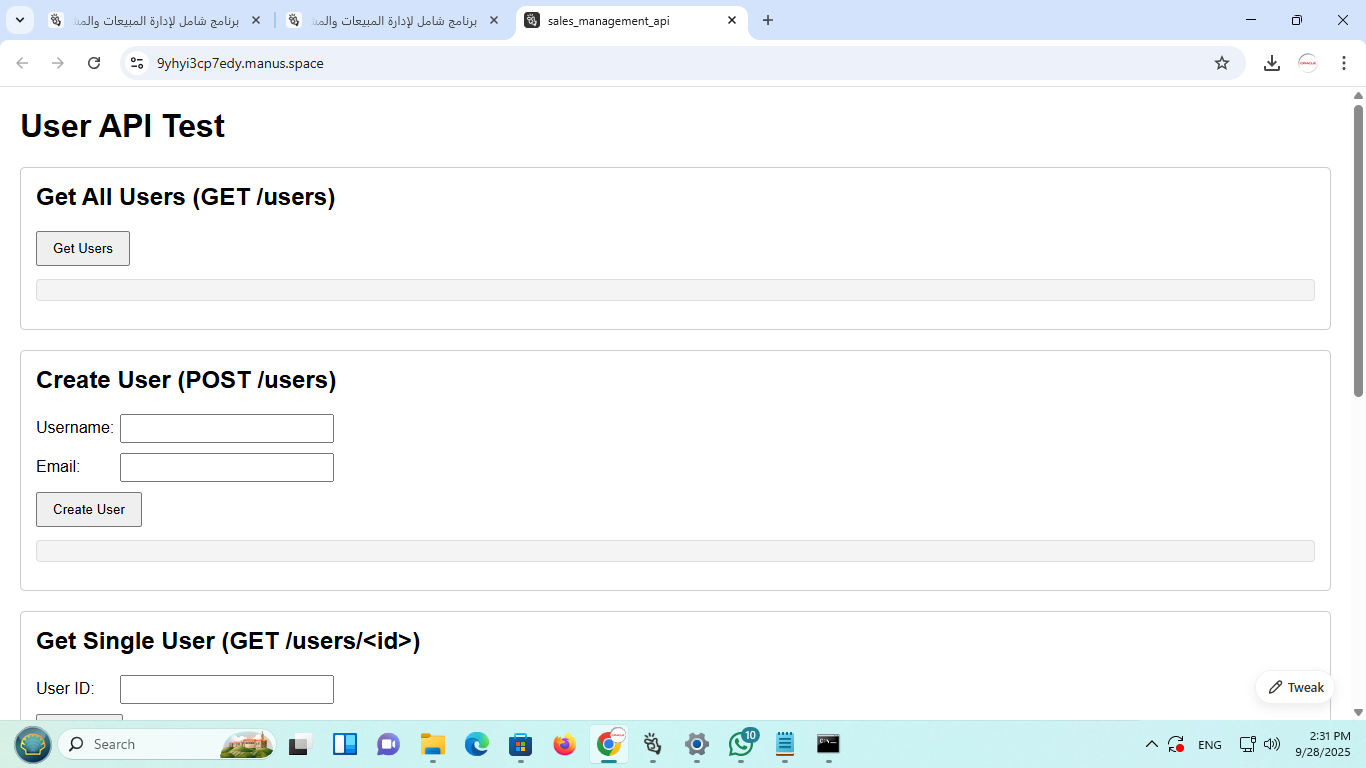 برنامج شامل لإدارة المبيعات والمش
برنامج شامل لإدارة المبيعات والمش
sales_management_api
9yhyi3cp7edy.manus.space
User API Test
Get All Users (GET /users)
Get Users
Create User (POST /users)
Username:
Email:
Create User
Get Single User (GET /users/<id>)
User ID:
Tweak
Search
10
ENG
2:31 PM
9/28/2025